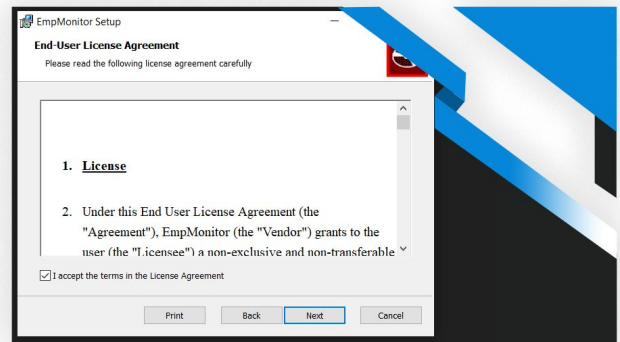 EmpMonitor Setup
End-User License Agreement
Please read the following license agreement carefully
1. License
2. Under this End User License Agreement (the
"Agreement"), EmpMonitor (the "Vendor") grants to the
user (the "Licensee") a non-exclusive and non-transferable
I accept the terms in the License Agreement
Print Back Next Cancel